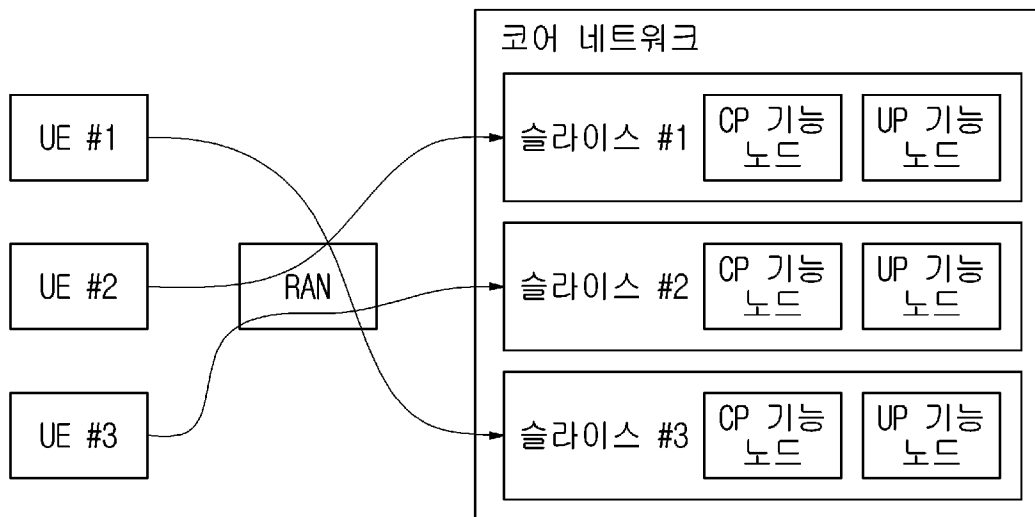 코어 네트워크
UE #1
슬라이스 #1
CP 기능
노드
UP 기능
노드
UE #2
RAN
슬라이스 #2
CP 기능
노드
UP 기능
노드
UE #3
슬라이스 #3
CP 기능
노드
UP 기능
노드